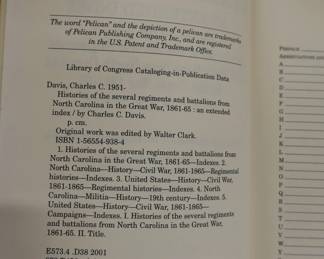 The word "Pelican" and the depiction of a pelican are trademarks
of Pelican Publishing Company, Inc., and are registered
in the U.S. Patent and Trademark Office.
Library of Congress Cataloging-in-Publication Data
Davis, Charles C. 1951-
Histories of the several regiments and battalions from
North Carolina in the Great War, 1861-65 : an extended
index / by Charles C. Davis.
p. cm.
Original work was edited by Walter Clark.
ISBN 1-56554-938-4
1. Histories of the several regiments and battalions from
North Carolina in the Great War, 1861-65—Indexes. 2.
North Carolina—History—Civil War, 1861-1865—Regimental
histories—Indexes. 3. United States—History—Civil War,
1861-1865—Regimental histories—Indexes. 4. North
Carolina—Militia—History—19th century—Indexes. 5.
United States—History—Civil War, 1861-1865—
Campaigns—Indexes. I. Histories of the several regiments
and battalions from North Carolina in the Great War,
1861-65. II. Title.
E573.4 .D38 2001